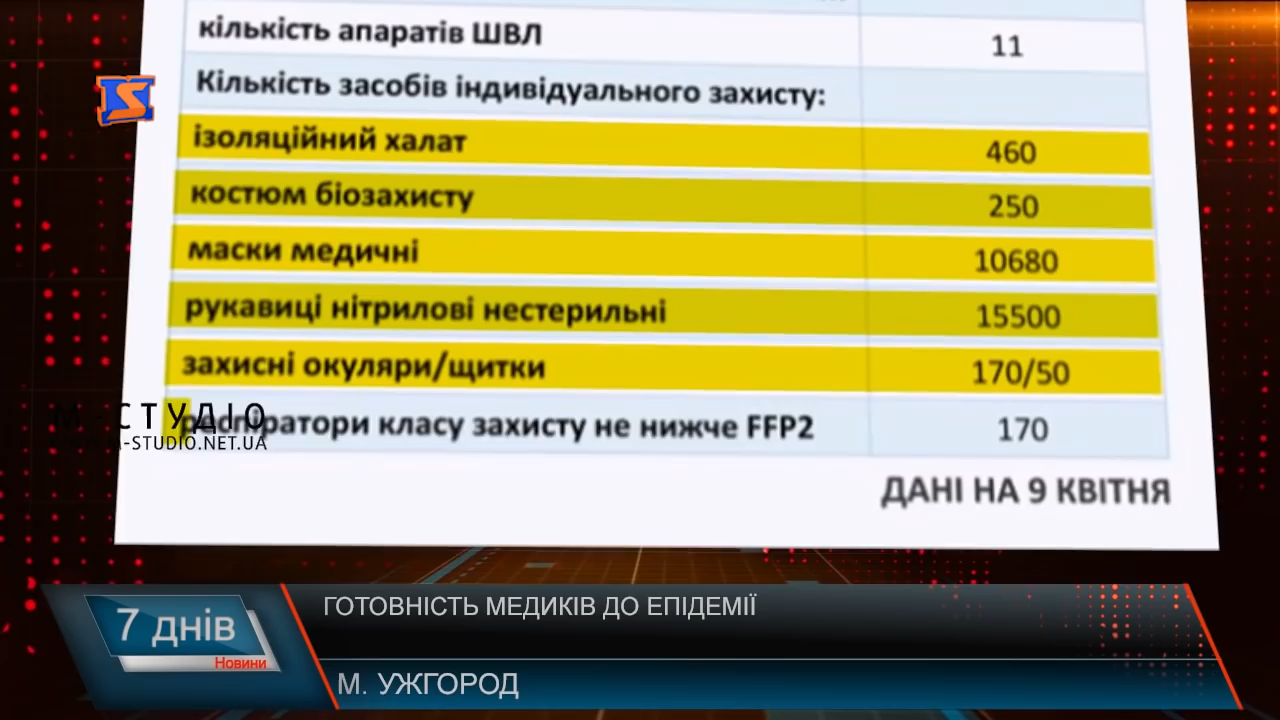 кількість апаратів ШВЛ 11
Кількість засобів індивідуального захисту:
ізоляційний халат 460
костюм біозахисту 250
маски медичні 10680
рукавиці нітрилові нестерильні 15500
захисні окуляри/щитки 170/50
респіратори класу захисту не нижче FFP2 170
ДАНІ НА 9 КВІТНЯ
М-СТУДІО
WWW.M-STUDIO.NET.UA
7 днів
Новини
ГОТОВНІСТЬ МЕДИКІВ ДО ЕПІДЕМІЇ
М. УЖГОРОД